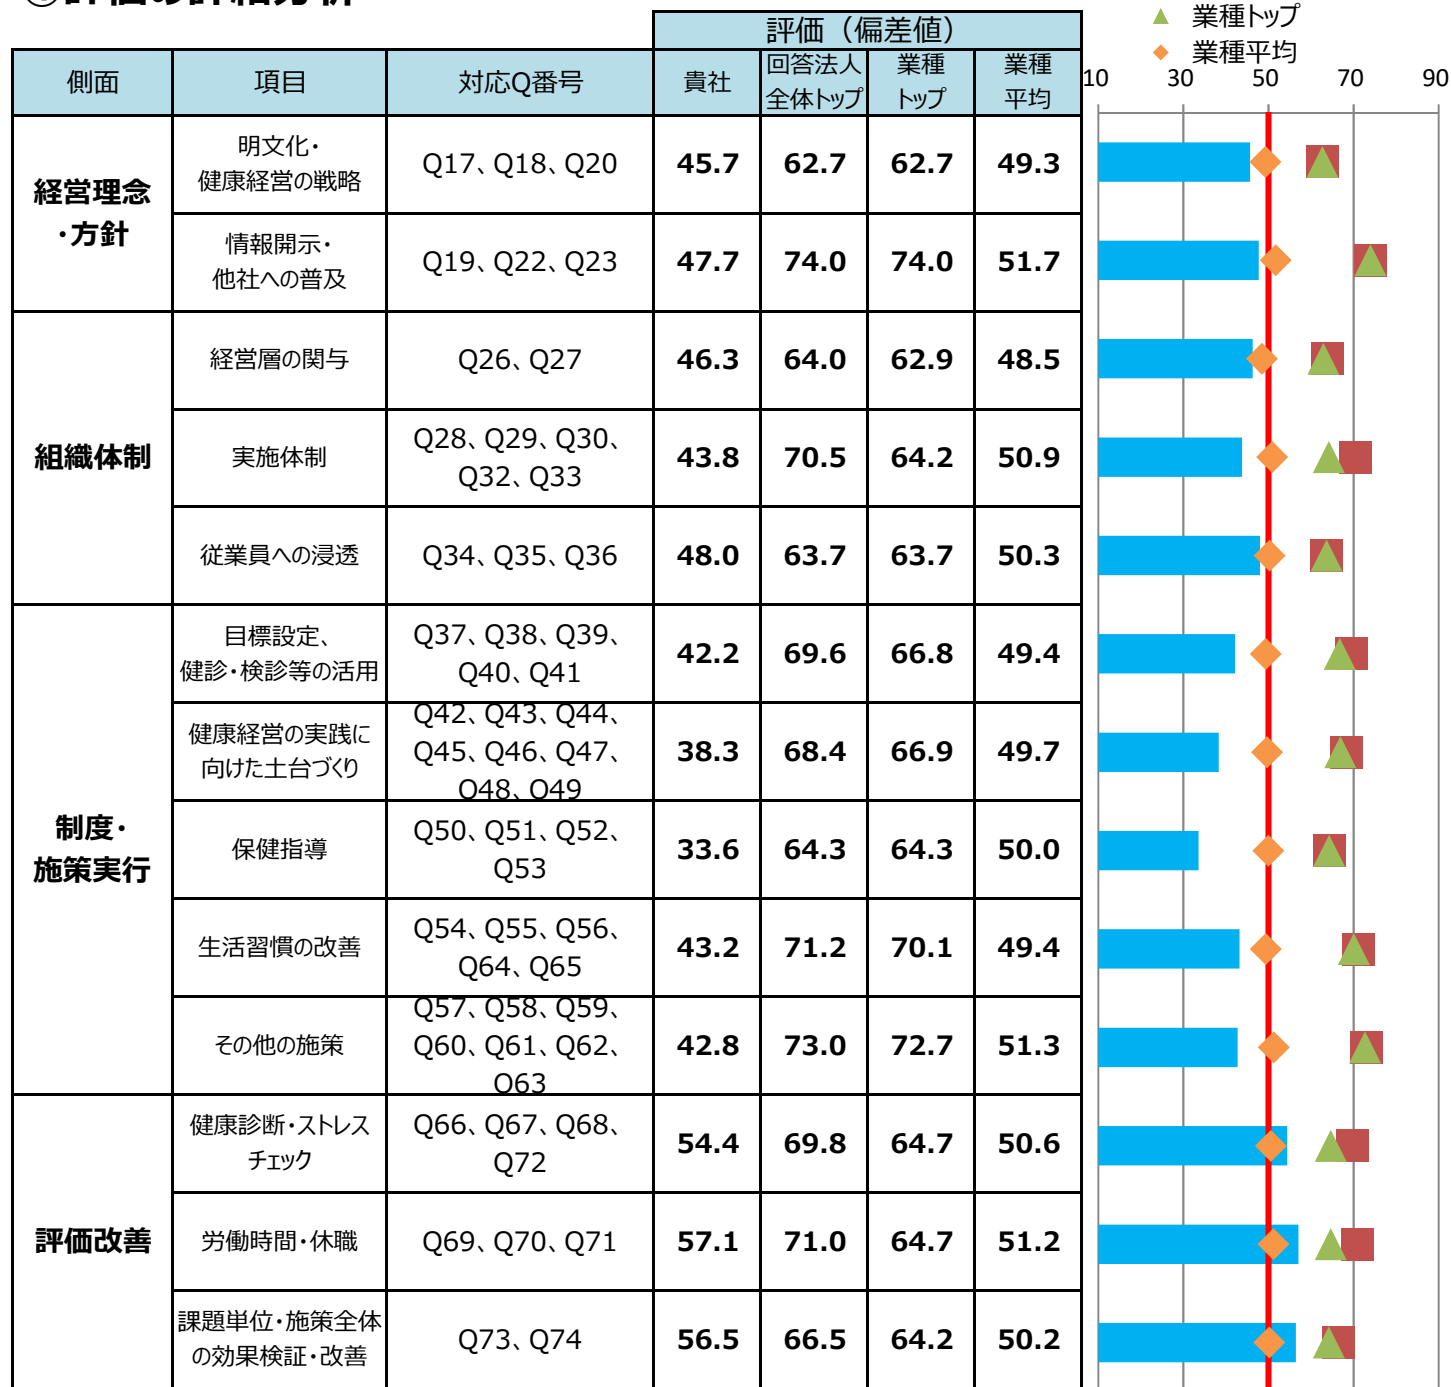 評価（偏差値）
▲ 業種トップ
◆ 業種平均
側面 項目 対応Q番号 貴社 回答法人 業種 業種
全体トップ トップ 平均
10 30 50 70 90
経営理念
・方針
明文化・
健康経営の戦略
Q17、Q18、Q20 45.7 62.7 62.7 49.3
情報開示・
他社への普及
Q19、Q22、Q23 47.7 74.0 74.0 51.7
組織体制
経営層の関与 Q26、Q27 46.3 64.0 62.9 48.5
実施体制
Q28、Q29、Q30、
Q32、Q33
43.8 70.5 64.2 50.9
従業員への浸透 Q34、Q35、Q36 48.0 63.7 63.7 50.3
制度・
施策実行
目標設定、
健診・検診等の活用
Q37、Q38、Q39、
Q40、Q41
42.2 69.6 66.8 49.4
健康経営の実践に
向けた土台づくり
Q42、Q43、Q44、
Q45、Q46、Q47、
Q48、Q49
38.3 68.4 66.9 49.7
保健指導
Q50、Q51、Q52、
Q53
33.6 64.3 64.3 50.0
生活習慣の改善
Q54、Q55、Q56、
Q64、Q65
43.2 71.2 70.1 49.4
その他の施策
Q57、Q58、Q59、
Q60、Q61、Q62、
Q63
42.8 73.0 72.7 51.3
評価改善
健康診断・ストレス
チェック
Q66、Q67、Q68、
Q72
54.4 69.8 64.7 50.6
労働時間・休職 Q69、Q70、Q71 57.1 71.0 64.7 51.2
課題単位・施策全体
の効果検証・改善
Q73、Q74 56.5 66.5 64.2 50.2